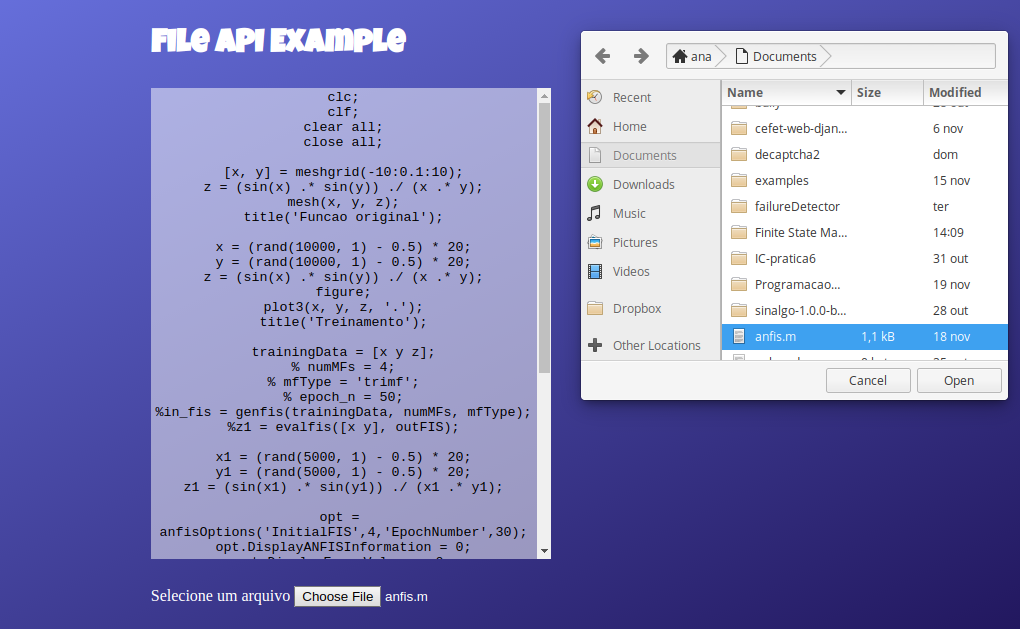 File API Example
clc;
clf;
clear all;
close all;
[x, y] = meshgrid(-10:0.1:10);
z = (sin(x) .* sin(y)) ./ (x .* y);
mesh(x, y, z);
title('Funcao original');
x = (rand(10000, 1) - 0.5) * 20;
y = (rand(10000, 1) - 0.5) * 20;
z = (sin(x) .* sin(y)) ./ (x .* y);
figure;
plot3(x, y, z, '.');
title('Treinamento');
trainingData = [x y z];
% numMFs = 4;
% mfType = 'trimf';
% epoch_n = 50;
%in_fis = genfis(trainingData, numMFs, mfType);
%z1 = evalfis([x y], outFIS);
x1 = (rand(5000, 1) - 0.5) * 20;
y1 = (rand(5000, 1) - 0.5) * 20;
z1 = (sin(x1) .* sin(y1)) ./ (x1 .* y1);
opt =
anfisOptions('InitialFIS',4,'EpochNumber',30);
opt.DisplayANFISInformation = 0;
Selecione um arquivo Choose File anfis.m
ana Documents
Recent
Home
Documents
Downloads
Music
Pictures
Videos
Dropbox
Other Locations
Name Size Modified
cefet-web-djan... 6 nov
decaptcha2 dom
examples 15 nov
failureDetector ter
Finite State Ma... 14:09
IC-pratica6 31 out
Programacao... 19 nov
sinalgo-1.0.0-b... 28 out
anfis.m 1,1 kB 18 nov
Cancel Open